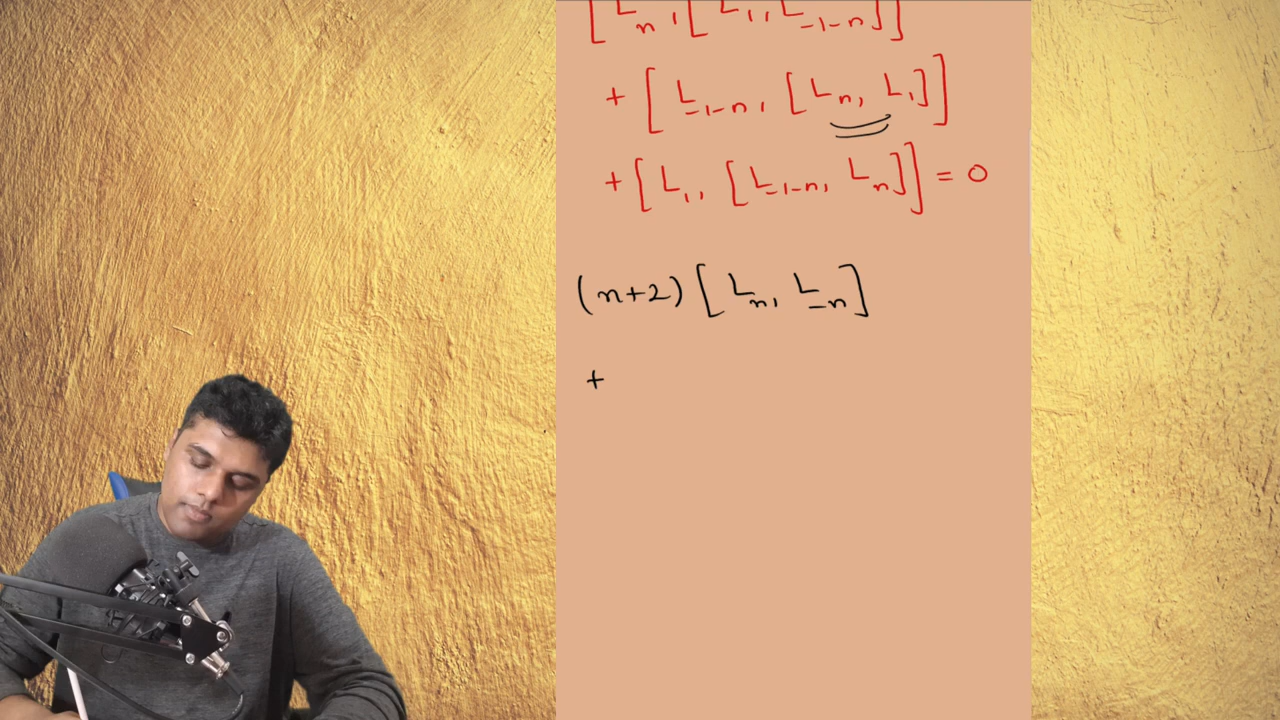 [L_n, [L_1, L_{-1-n}]]
+ [L_{-1-n}, [L_n, L_1]]
+ [L_1, [L_{-1-n}, L_n]] = 0
(n+2) [L_n, L_{-n}]
+